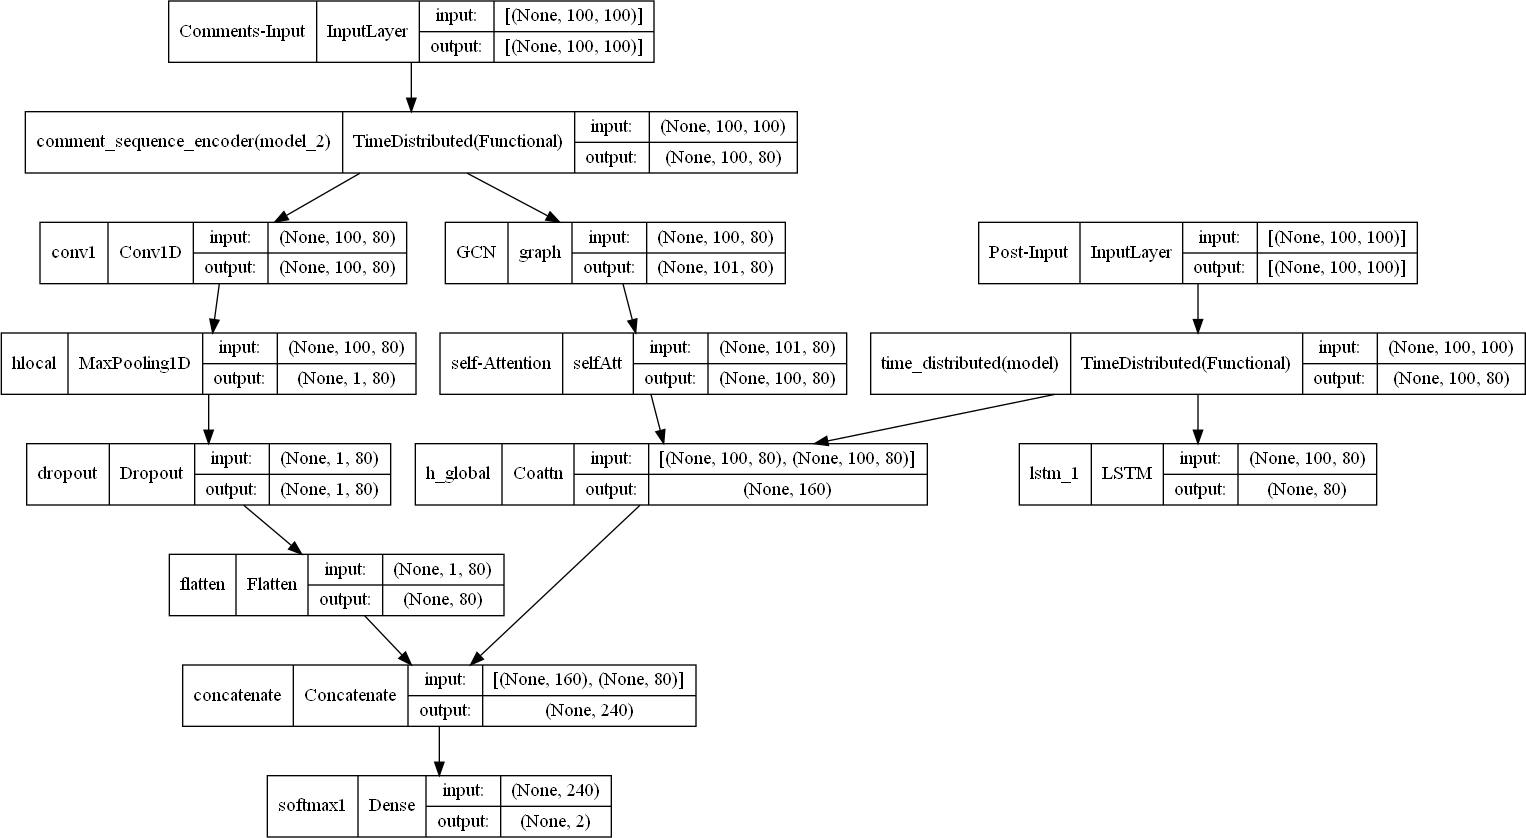 Comments-Input InputLayer input: [(None, 100, 100)]
output: [(None, 100, 100)]
comment_sequence_encoder(model_2) TimeDistributed(Functional) input: (None, 100, 100)
output: (None, 100, 80)
conv1 Conv1D input: (None, 100, 80)
output: (None, 100, 80)
GCN graph input: (None, 100, 80)
output: (None, 101, 80)
Post-Input InputLayer input: [(None, 100, 100)]
output: [(None, 100, 100)]
hlocal MaxPooling1D input: (None, 100, 80)
output: (None, 1, 80)
self-Attention selfAtt input: (None, 101, 80)
output: (None, 100, 80)
time_distributed(model) TimeDistributed(Functional) input: (None, 100, 100)
output: (None, 100, 80)
dropout Dropout input: (None, 1, 80)
output: (None, 1, 80)
h_global Coattn input: [(None, 100, 80), (None, 100, 80)]
output: (None, 160)
lstm_1 LSTM input: (None, 100, 80)
output: (None, 80)
flatten Flatten input: (None, 1, 80)
output: (None, 80)
concatenate Concatenate input: [(None, 160), (None, 80)]
output: (None, 240)
softmax1 Dense input: (None, 240)
output: (None, 2)